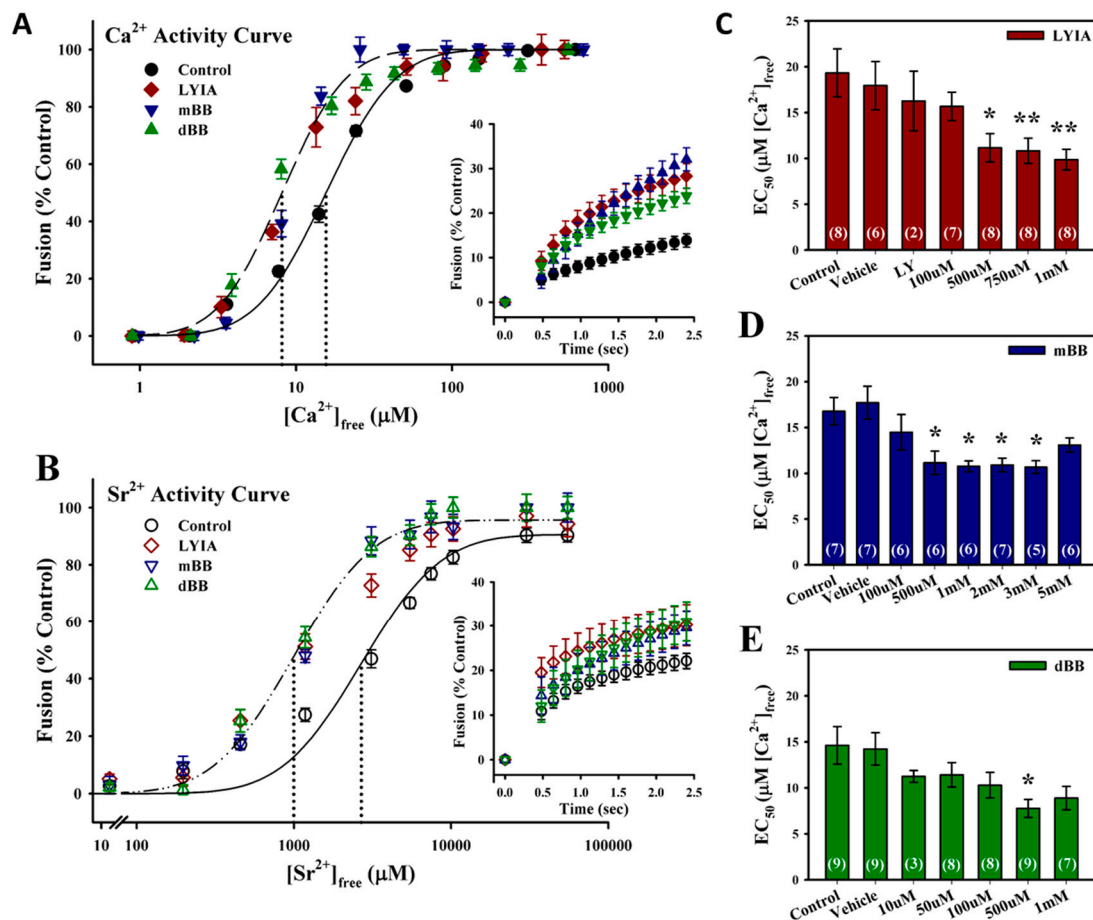 A
Ca2+ Activity Curve
Control
LYIA
mBB
dBB
Fusion (% Control)
100
80
60
40
20
0
1
10
100
1000
[Ca2+]free (μM)
Fusion (% Control)
40
30
20
10
0
0.0 0.5 1.0 1.5 2.0 2.5
Time (sec)
B
Sr2+ Activity Curve
Control
LYIA
mBB
dBB
Fusion (% Control)
100
80
60
40
20
0
10 100 1000 10000 100000
[Sr2+]free (μM)
Fusion (% Control)
40
30
20
10
0
0.0 0.5 1.0 1.5 2.0 2.5
Time (sec)
C
LYIA
EC50 (μM [Ca2+]free)
25
20
15
10
5
0
* ** **
(8) (6) (2) (7) (8) (8) (8)
Control Vehicle LY 100uM 500uM 750uM 1mM
D
mBB
EC50 (μM [Ca2+]free)
25
20
15
10
5
0
* * * *
(7) (7) (6) (6) (6) (7) (5) (6)
Control Vehicle 100uM 500uM 1mM 2mM 3mM 5mM
E
dBB
EC50 (μM [Ca2+]free)
25
20
15
10
5
0
*
(9) (9) (3) (8) (8) (9) (7)
Control Vehicle 10uM 50uM 100uM 500uM 1mM